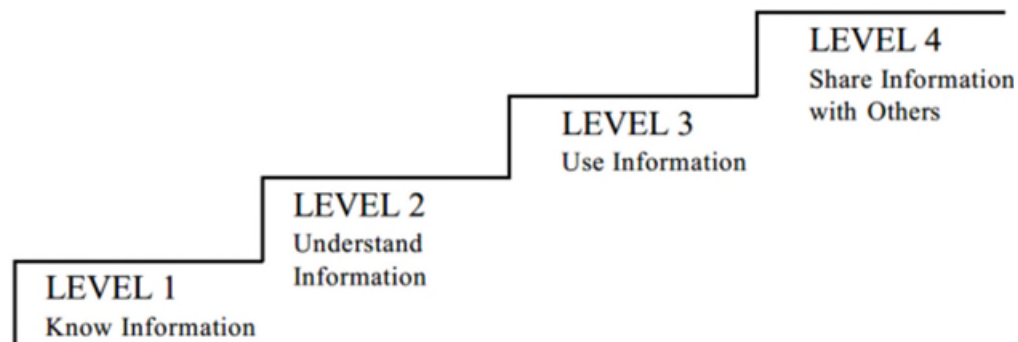 LEVEL 4
Share Information
with Others
LEVEL 3
Use Information
LEVEL 2
Understand
Information
LEVEL 1
Know Information